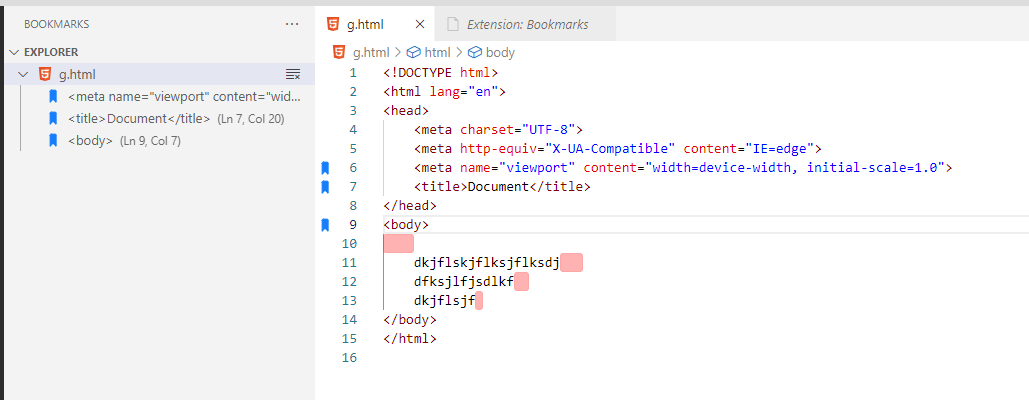 BOOKMARKS ...
EXPLORER
g.html
<meta name="viewport" content="wid...
<title>Document</title> (Ln 7, Col 20)
<body> (Ln 9, Col 7)
g.html Extension: Bookmarks
g.html > html > body
1 <!DOCTYPE html>
2 <html lang="en">
3 <head>
4 <meta charset="UTF-8">
5 <meta http-equiv="X-UA-Compatible" content="IE=edge">
6 <meta name="viewport" content="width=device-width, initial-scale=1.0">
7 <title>Document</title>
8 </head>
9 <body>
10
11 dkjflskjflksjflksdj
12 dfksjlfjsdlkf
13 dkjflsjf
14 </body>
15 </html>
16